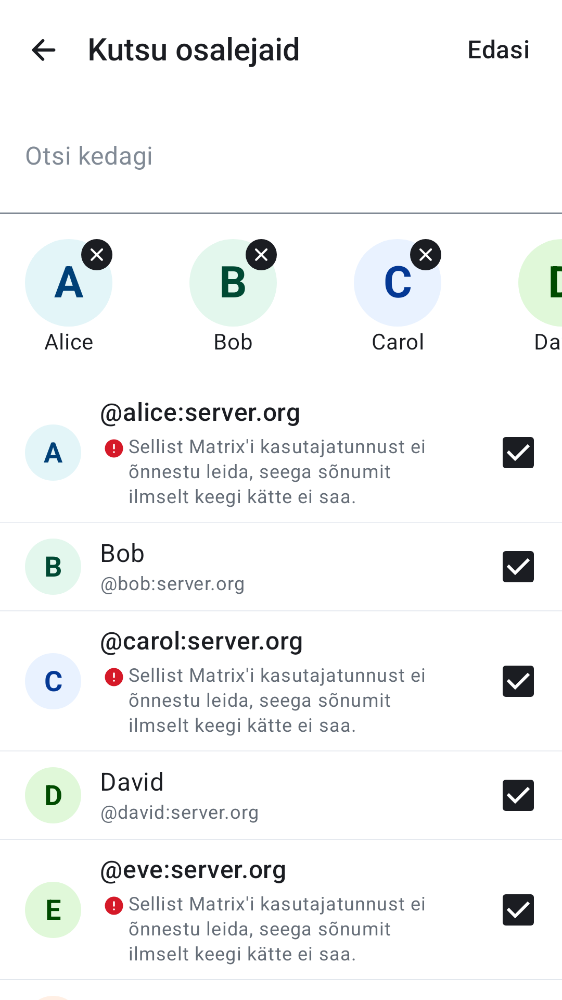 Kutsu osalejaid
Edasi
Otsi kedagi
A
B
C
Alice
Bob
Carol
Da
@alice:server.org
A
Sellist Matrix'i kasutajatunnust ei
õnnestu leida, seega sõnumit
ilmselt keegi kätte ei saa.
B
Bob
@bob:server.org
@carol:server.org
C
Sellist Matrix'i kasutajatunnust ei
õnnestu leida, seega sõnumit
ilmselt keegi kätte ei saa.
D
David
@david:server.org
@eve:server.org
E
Sellist Matrix'i kasutajatunnust ei
õnnestu leida, seega sõnumit
ilmselt keegi kätte ei saa.